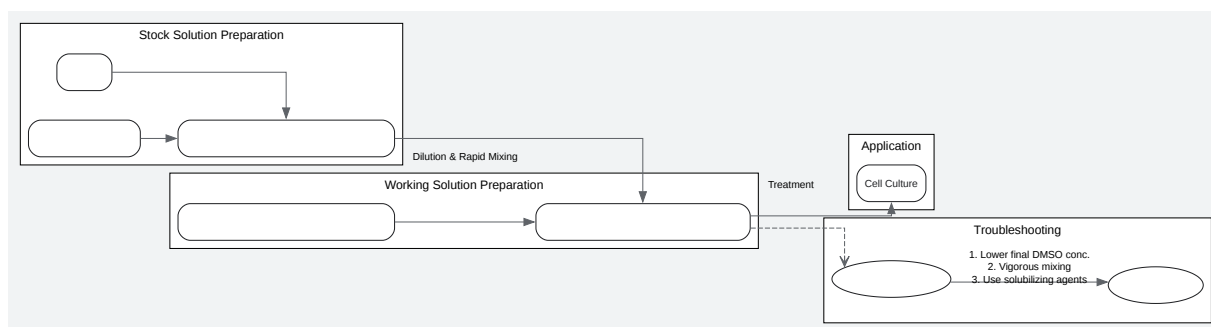 Stock Solution Preparation
Dilution & Rapid Mixing
Working Solution Preparation
Treatment
Application
Cell Culture
Troubleshooting
1. Lower final DMSO conc.
2. Vigorous mixing
3. Use solubilizing agents